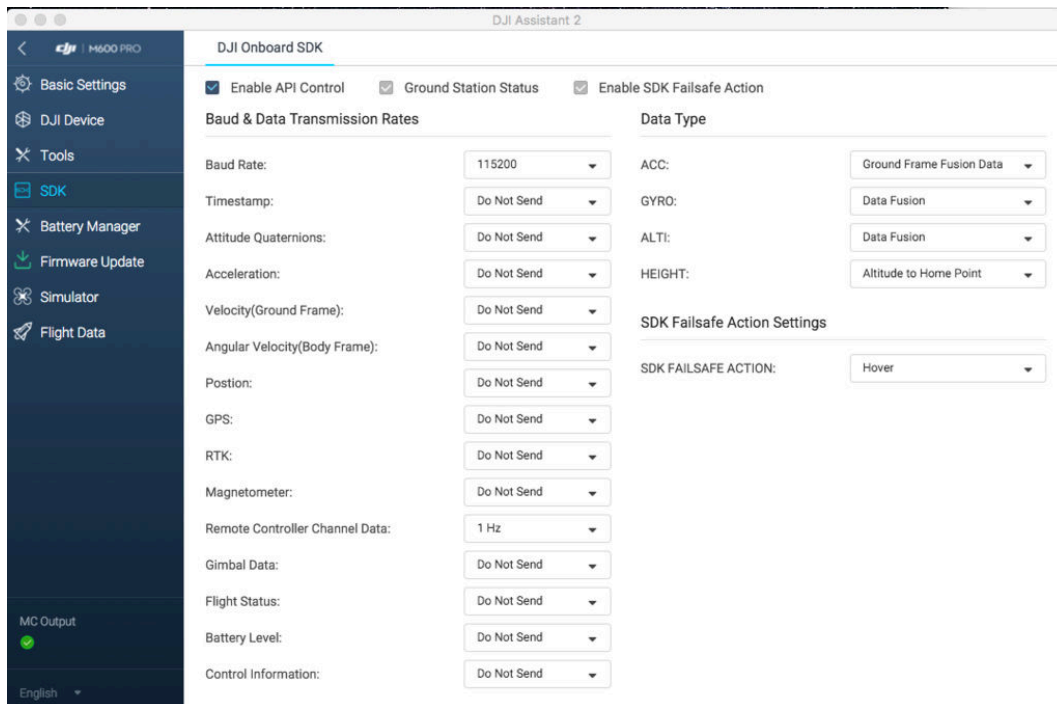 DJI Assistant 2
dji M600 PRO
Basic Settings
DJI Device
Tools
SDK
Battery Manager
Firmware Update
Simulator
Flight Data
MC Output
English
DJI Onboard SDK
Enable API Control Ground Station Status Enable SDK Failsafe Action
Baud & Data Transmission Rates
Baud Rate: 115200
Timestamp: Do Not Send
Attitude Quaternions: Do Not Send
Acceleration: Do Not Send
Velocity(Ground Frame): Do Not Send
Angular Velocity(Body Frame): Do Not Send
Postion: Do Not Send
GPS: Do Not Send
RTK: Do Not Send
Magnetometer: Do Not Send
Remote Controller Channel Data: 1 Hz
Gimbal Data: Do Not Send
Flight Status: Do Not Send
Battery Level: Do Not Send
Control Information: Do Not Send
Data Type
ACC: Ground Frame Fusion Data
GYRO: Data Fusion
ALTI: Data Fusion
HEIGHT: Altitude to Home Point
SDK Failsafe Action Settings
SDK FAILSAFE ACTION: Hover